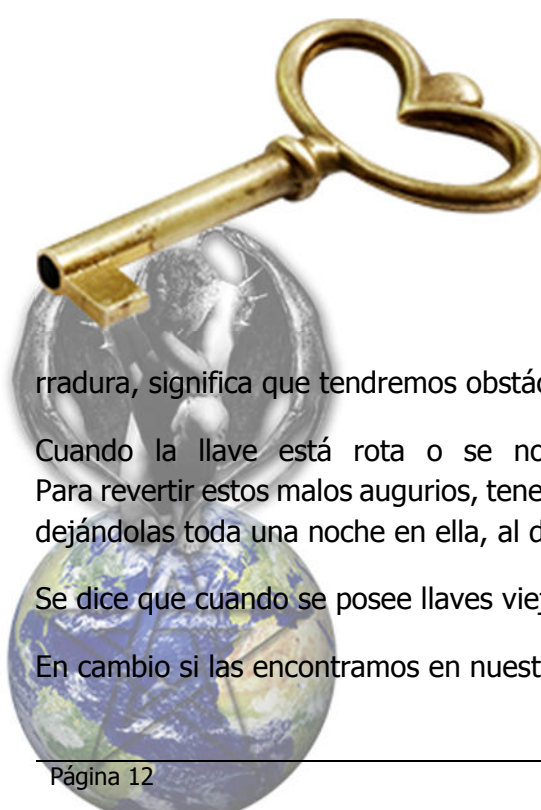 rradura, significa que tendremos obstác
Cuando la llave está rota o se no
Para revertir estos malos augurios, tene
dejándolas toda una noche en ella, al d
Se dice que cuando se posee llaves viej
En cambio si las encontramos en nuest
Página 12